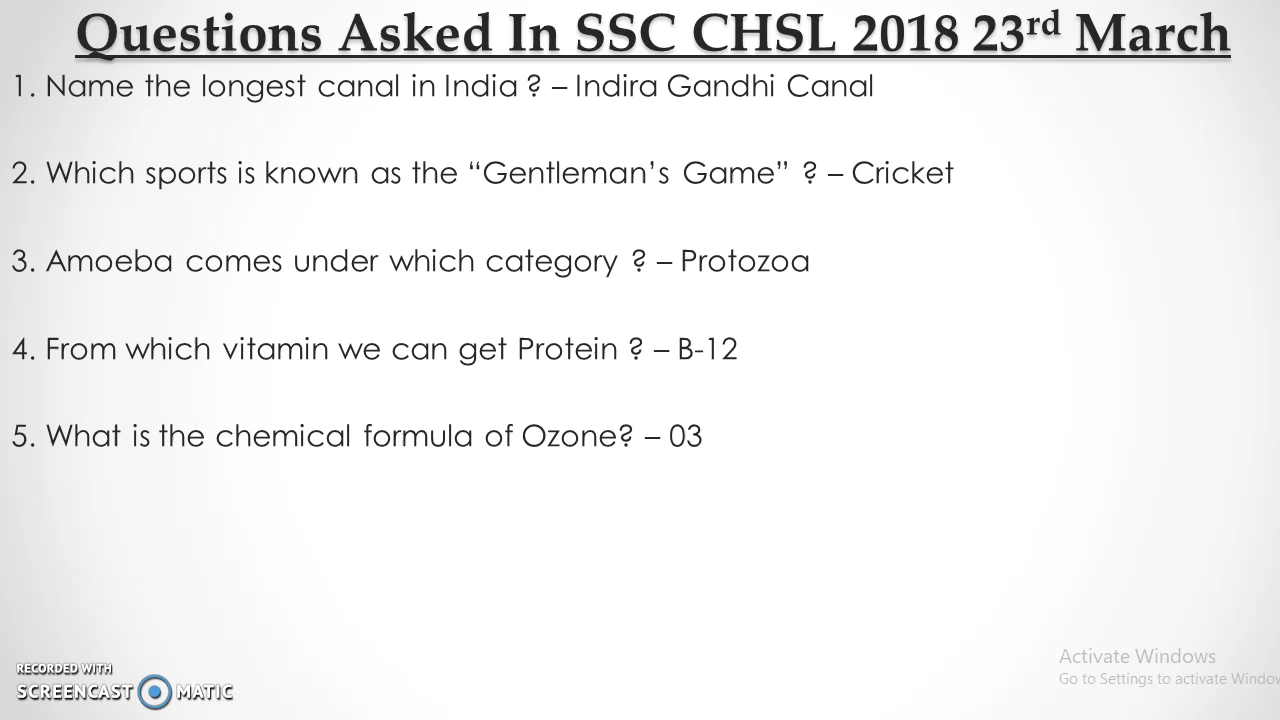 Questions Asked In SSC CHSL 2018 23rd March
1. Name the longest canal in India ? – Indira Gandhi Canal
2. Which sports is known as the “Gentleman’s Game” ? – Cricket
3. Amoeba comes under which category ? – Protozoa
4. From which vitamin we can get Protein ? – B-12
5. What is the chemical formula of Ozone? – 03
Activate Windows
Go to Settings to activate Window
RECORDED WITH
SCREENCAST MATIC